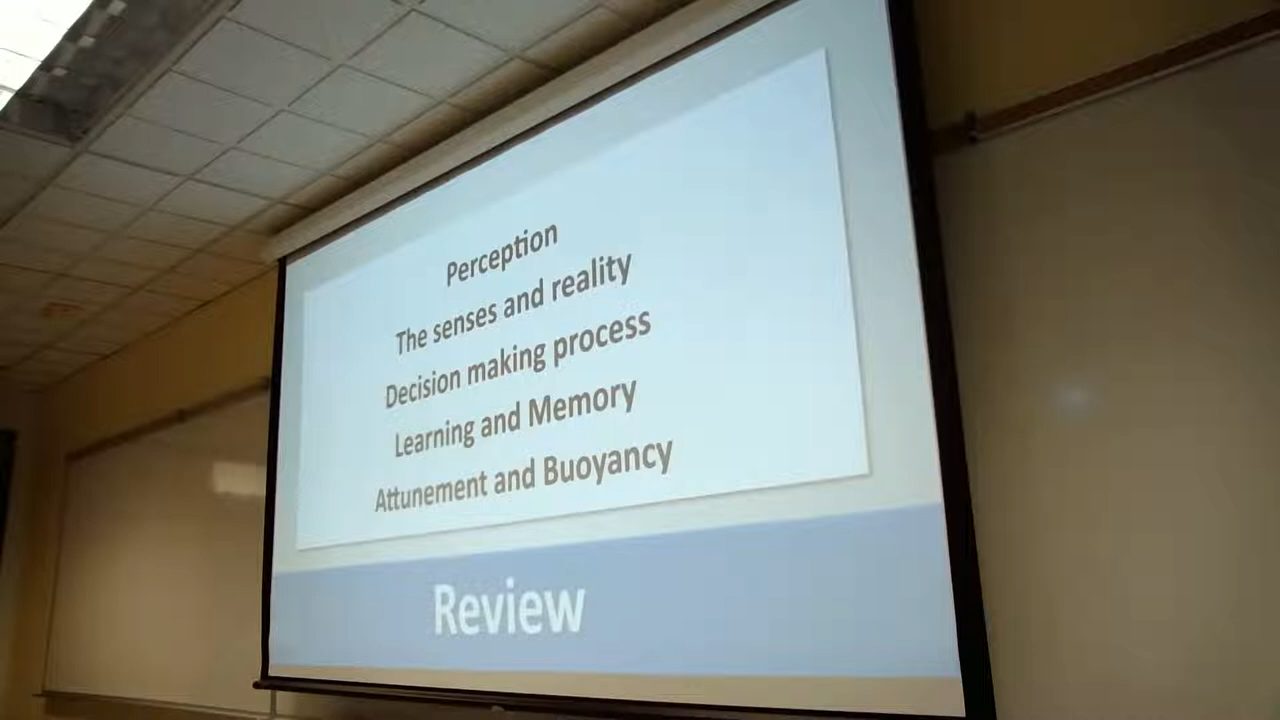 Perception
The senses and reality
Decision making process
Learning and Memory
Attunement and Buoyancy
Review